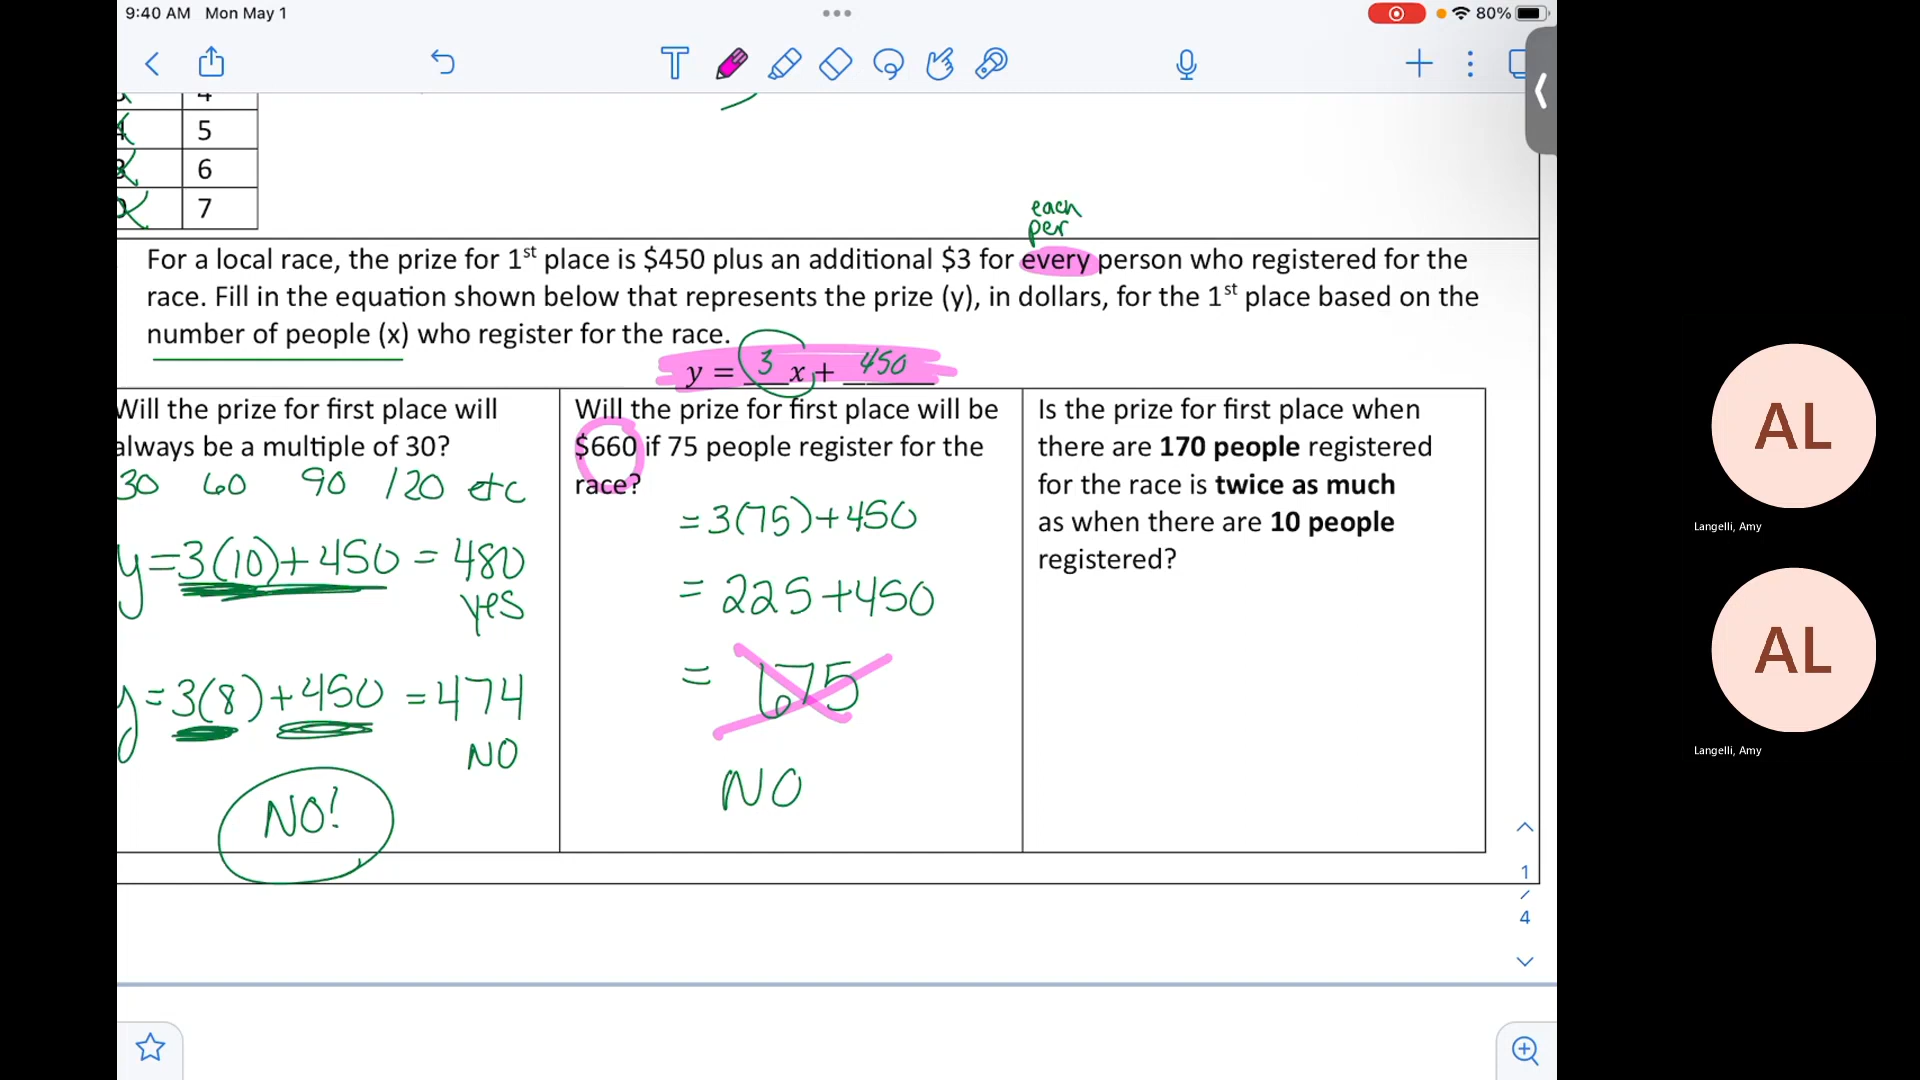 9:40 AM Mon May 1
80%
4
5
6
7
each
per
For a local race, the prize for 1st place is $450 plus an additional $3 for every person who registered for the
race. Fill in the equation shown below that represents the prize (y), in dollars, for the 1st place based on the
number of people (x) who register for the race.
y = 3 x + 450
Will the prize for first place will
always be a multiple of 30?
30 60 90 120 etc
y=3(10)+450 = 480
yes
y=3(8)+450 =474
NO
NO!
Will the prize for first place will be
$660 if 75 people register for the
race?
=3(75)+450
= 225+450
= 675
NO
Is the prize for first place when
there are 170 people registered
for the race is twice as much
as when there are 10 people
registered?
1
/
4
AL
Langelli, Amy
AL
Langelli, Amy